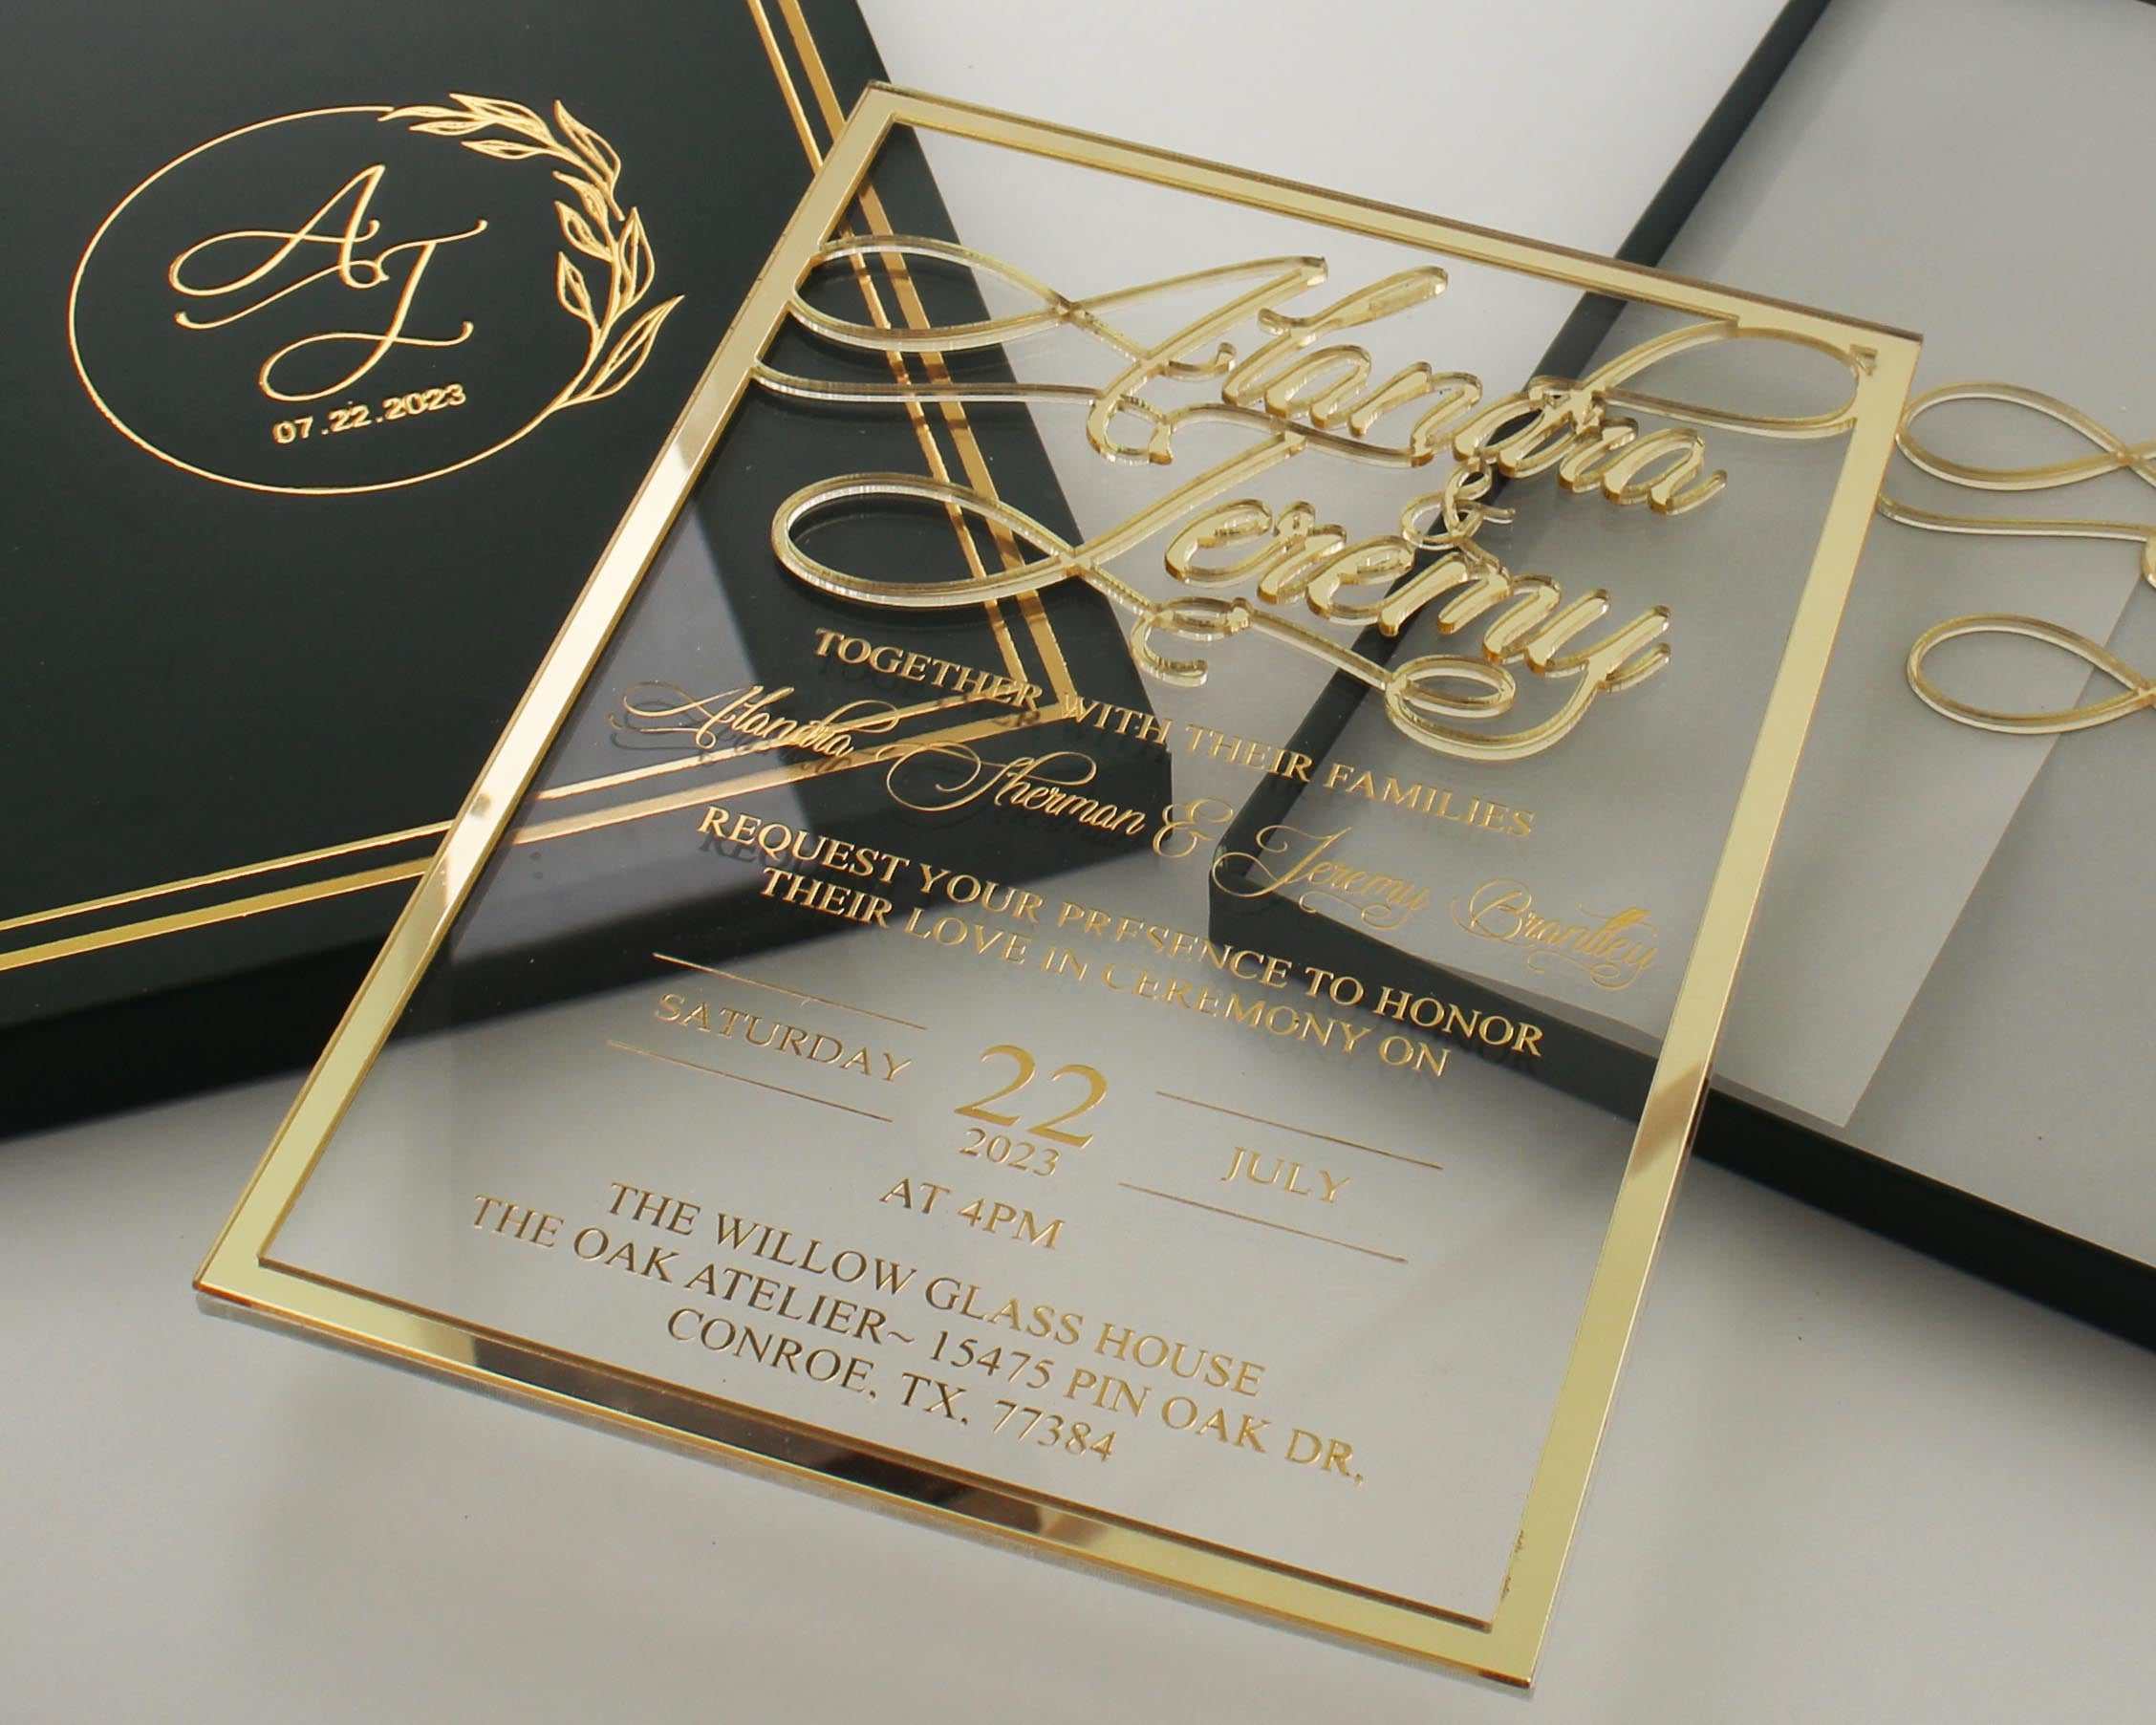 AJ
07.22.2023
Alandra
&
Jeremy
TOGETHER WITH THEIR FAMILIES
Alandra Sherman & Jeremy Brantley
REQUEST YOUR PRESENCE TO HONOR
THEIR LOVE IN CEREMONY ON
SATURDAY 22 JULY
2023
AT 4PM
THE WILLOW GLASS HOUSE
THE OAK ATELIER~ 15475 PIN OAK DR,
CONROE, TX, 77384